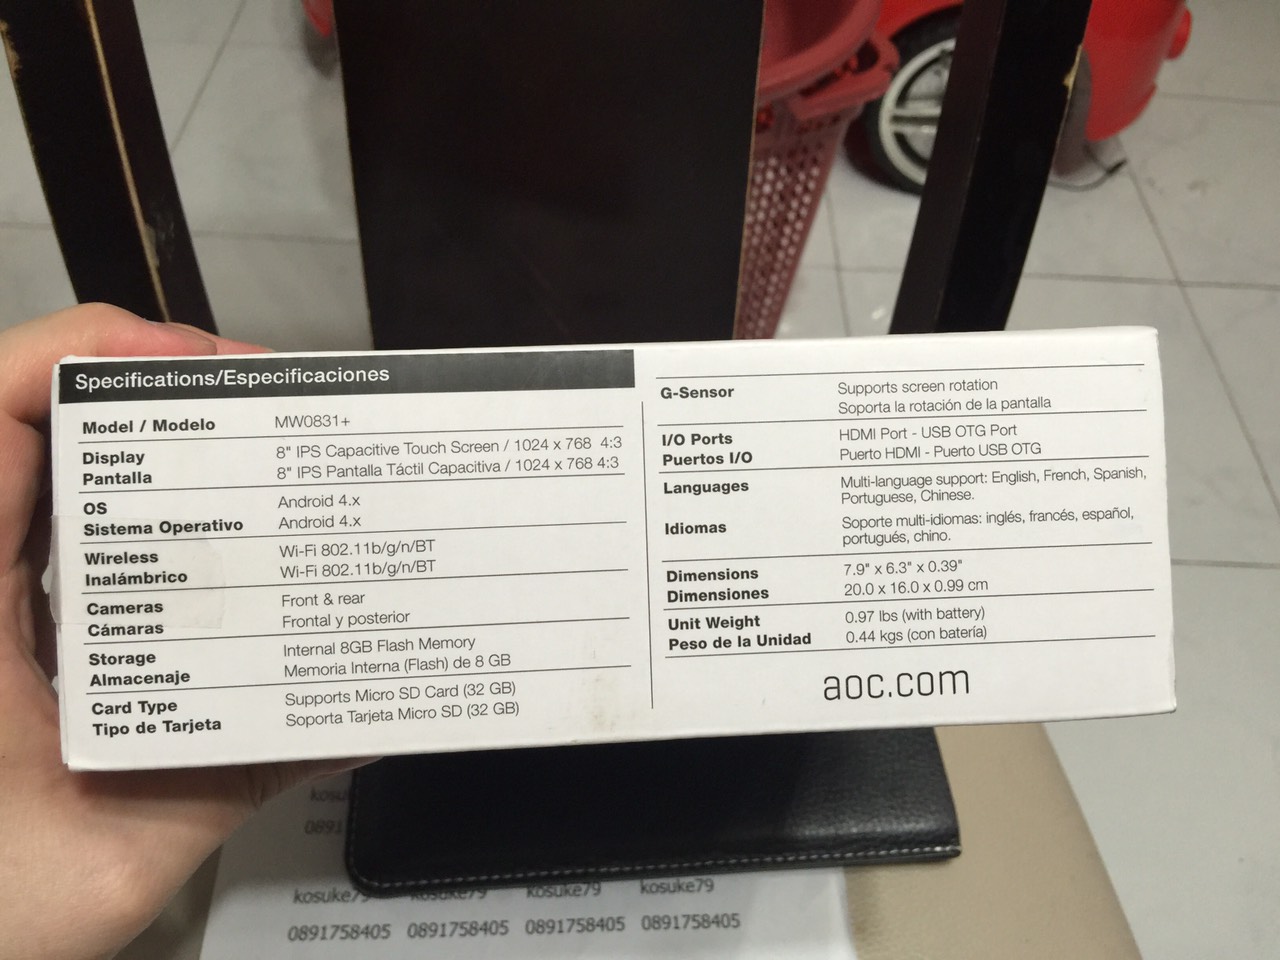 Specifications/Especificaciones
Model / Modelo MW0831+
Display 8" IPS Capacitive Touch Screen / 1024 x 768 4:3
Pantalla 8" IPS Pantalla Táctil Capacitiva / 1024 x 768 4:3
OS Android 4.x
Sistema Operativo Android 4.x
Wireless Wi-Fi 802.11b/g/n/BT
Inalámbrico Wi-Fi 802.11b/g/n/BT
Cameras Front & rear
Cámaras Frontal y posterior
Storage Internal 8GB Flash Memory
Almacenaje Memoria Interna (Flash) de 8 GB
Card Type Supports Micro SD Card (32 GB)
Tipo de Tarjeta Soporta Tarjeta Micro SD (32 GB)
G-Sensor Supports screen rotation
Soporta la rotación de la pantalla
I/O Ports HDMI Port - USB OTG Port
Puertos I/O Puerto HDMI - Puerto USB OTG
Languages Multi-language support: English, French, Spanish,
Portuguese, Chinese.
Idiomas Soporte multi-idiomas: inglés, francés, español,
portugués, chino.
Dimensions 7.9" x 6.3" x 0.39"
Dimensiones 20.0 x 16.0 x 0.99 cm
Unit Weight 0.97 lbs (with battery)
Peso de la Unidad 0.44 kgs (con batería)
aoc.com
kosu
0891
kosuke79 kosuke79 kosuke79 kosuke79
0891758405 0891758405 0891758405 0891758405